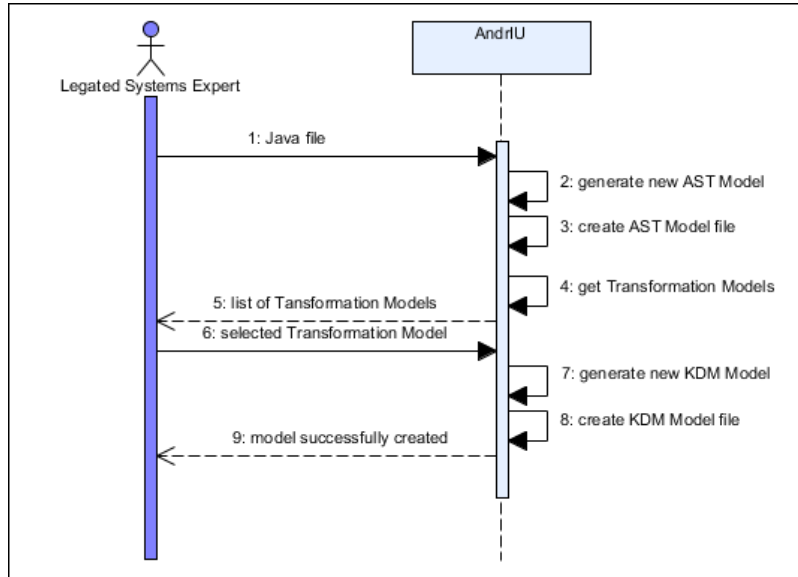 AndrIU
Legated Systems Expert
1: Java file
2: generate new AST Model
3: create AST Model file
4: get Transformation Models
5: list of Tansformation Models
6: selected Transformation Model
7: generate new KDM Model
8: create KDM Model file
9: model successfully created